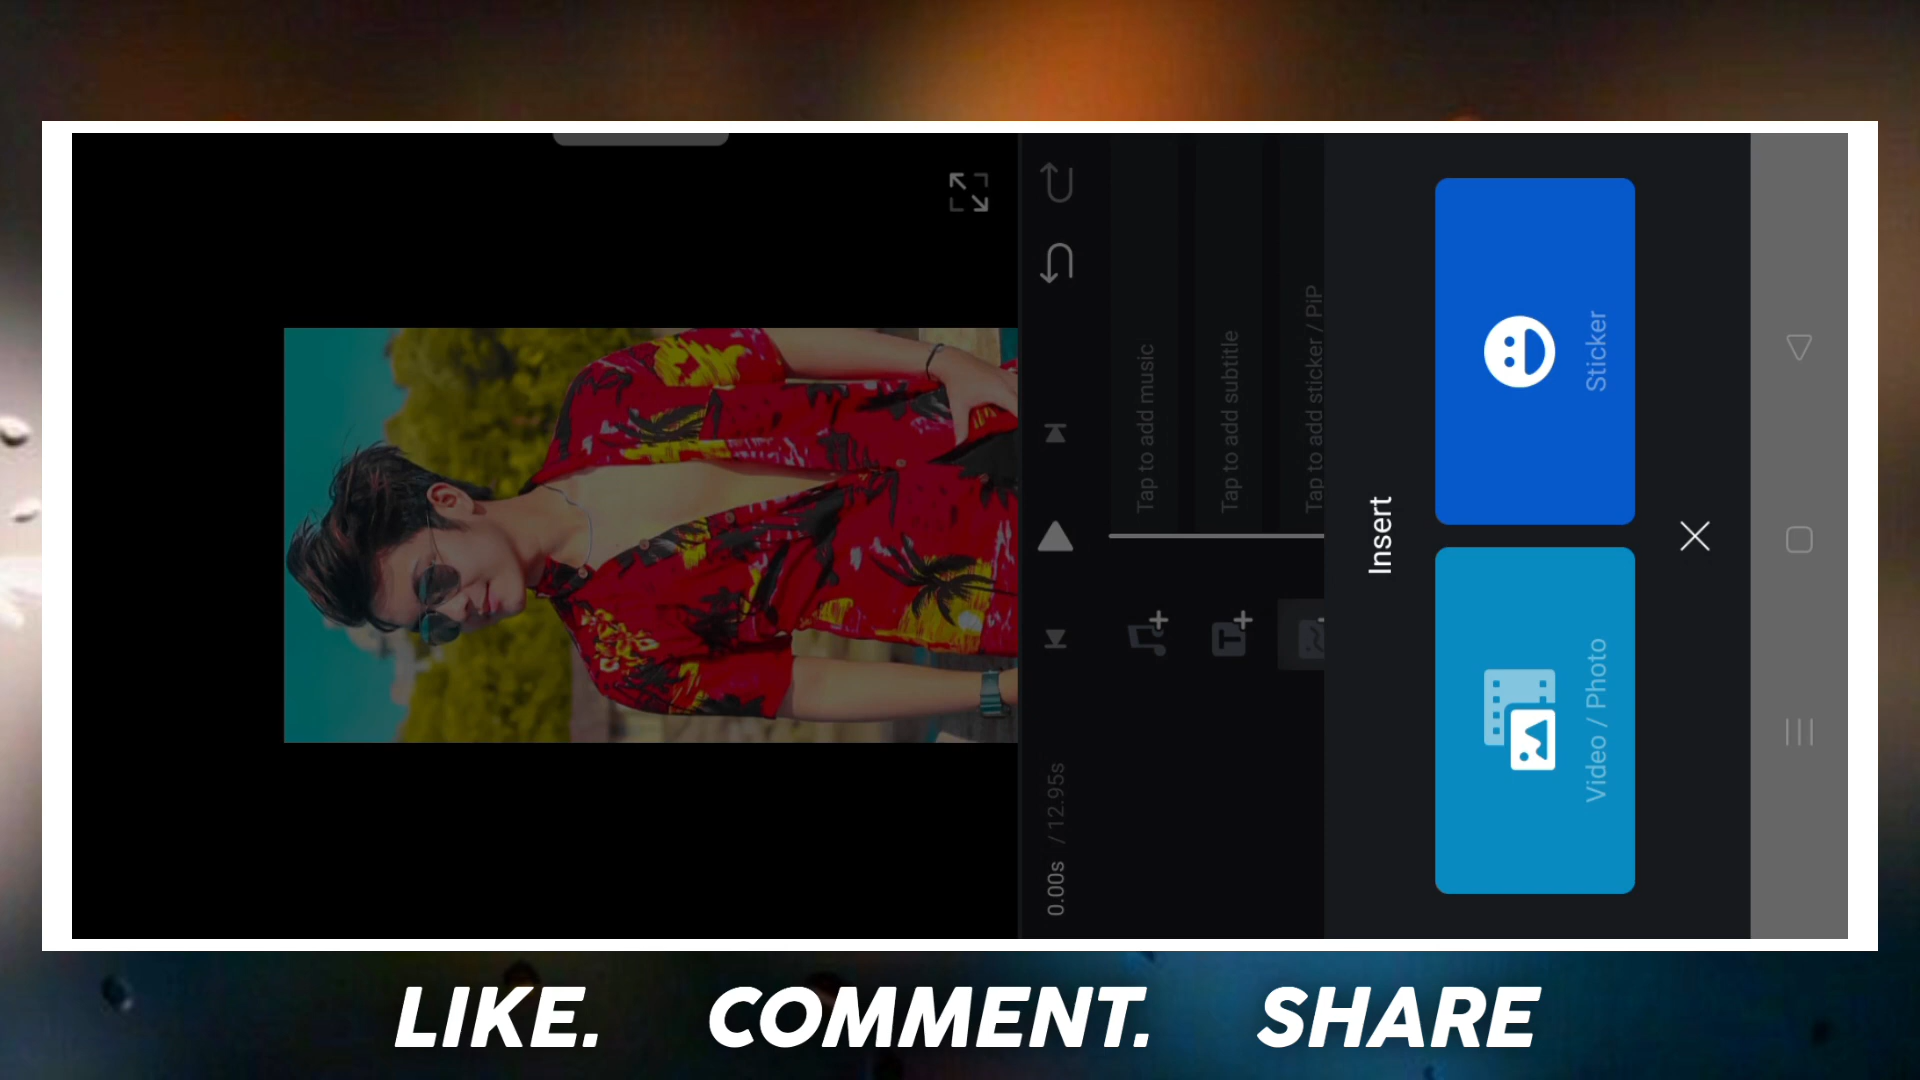 0.00s / 12.95s
Tap to add music
Tap to add subtitle
Tap to add sticker / PiP
Insert
Video / Photo
Sticker
LIKE. COMMENT. SHARE